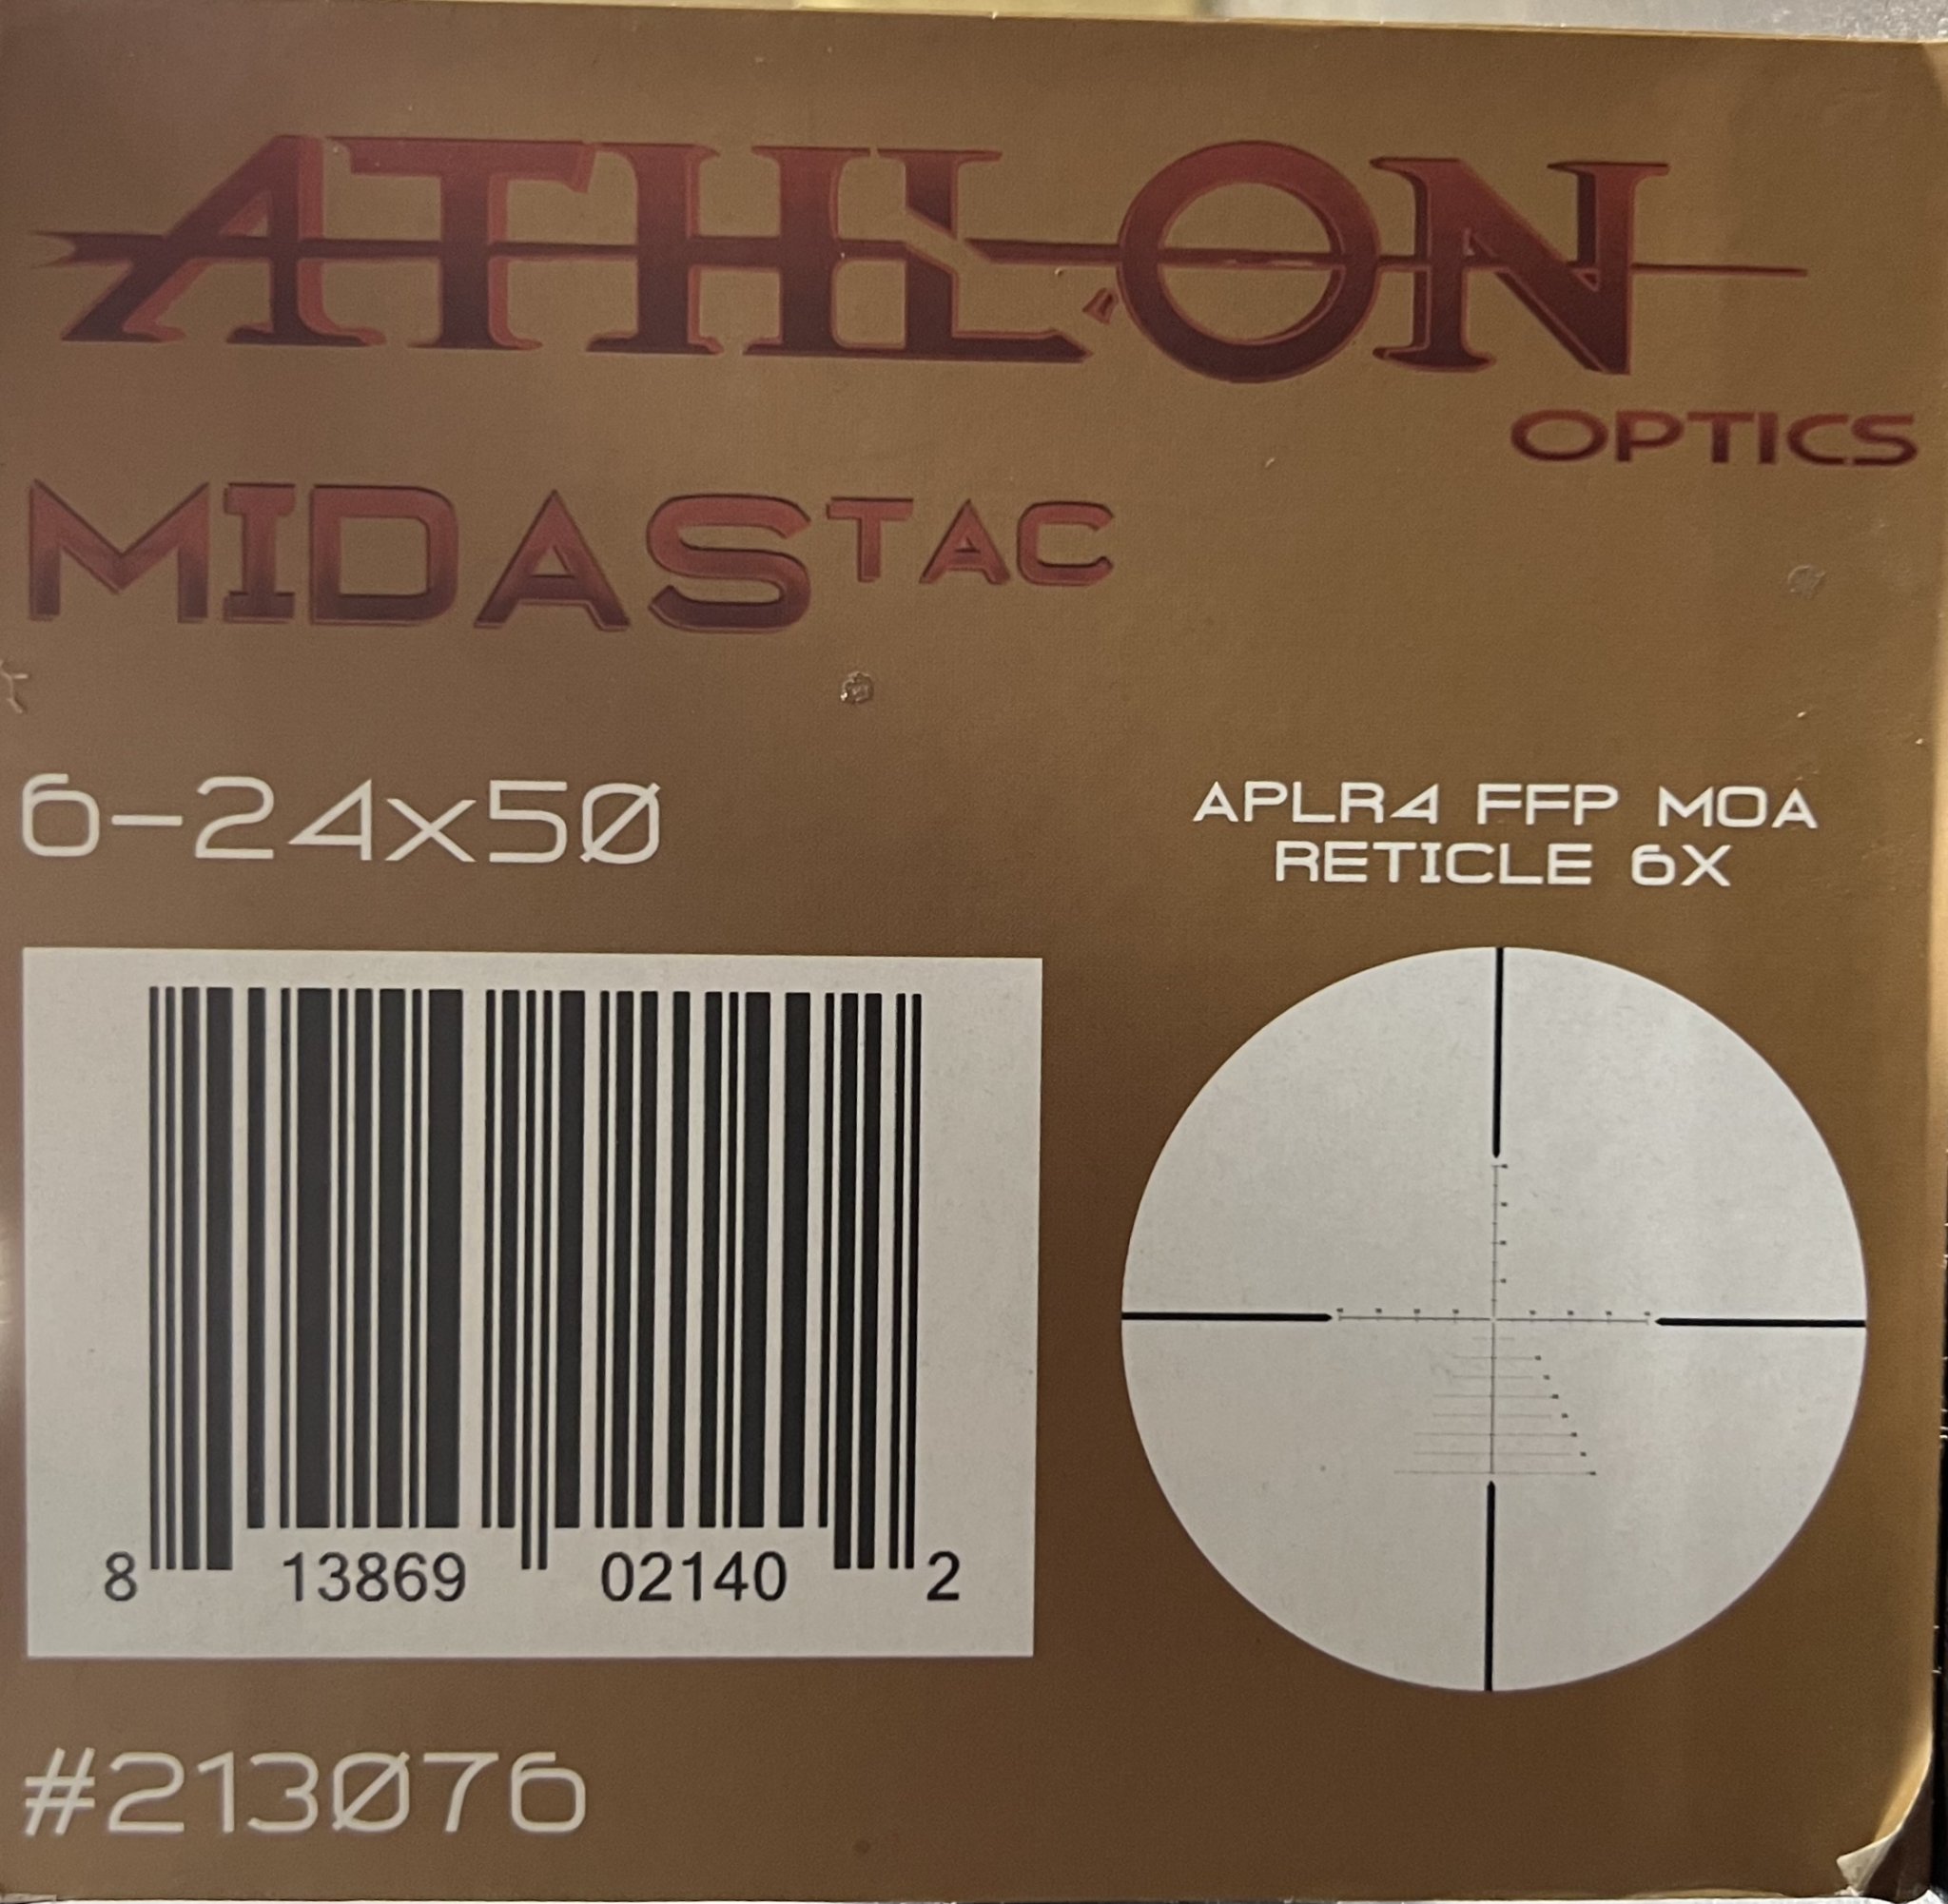 ATHLON
OPTICS
MIDAS TAC
6-24x50
APLR4 FFP MOA
RETICLE 6X
8 13869 02140 2
#213076